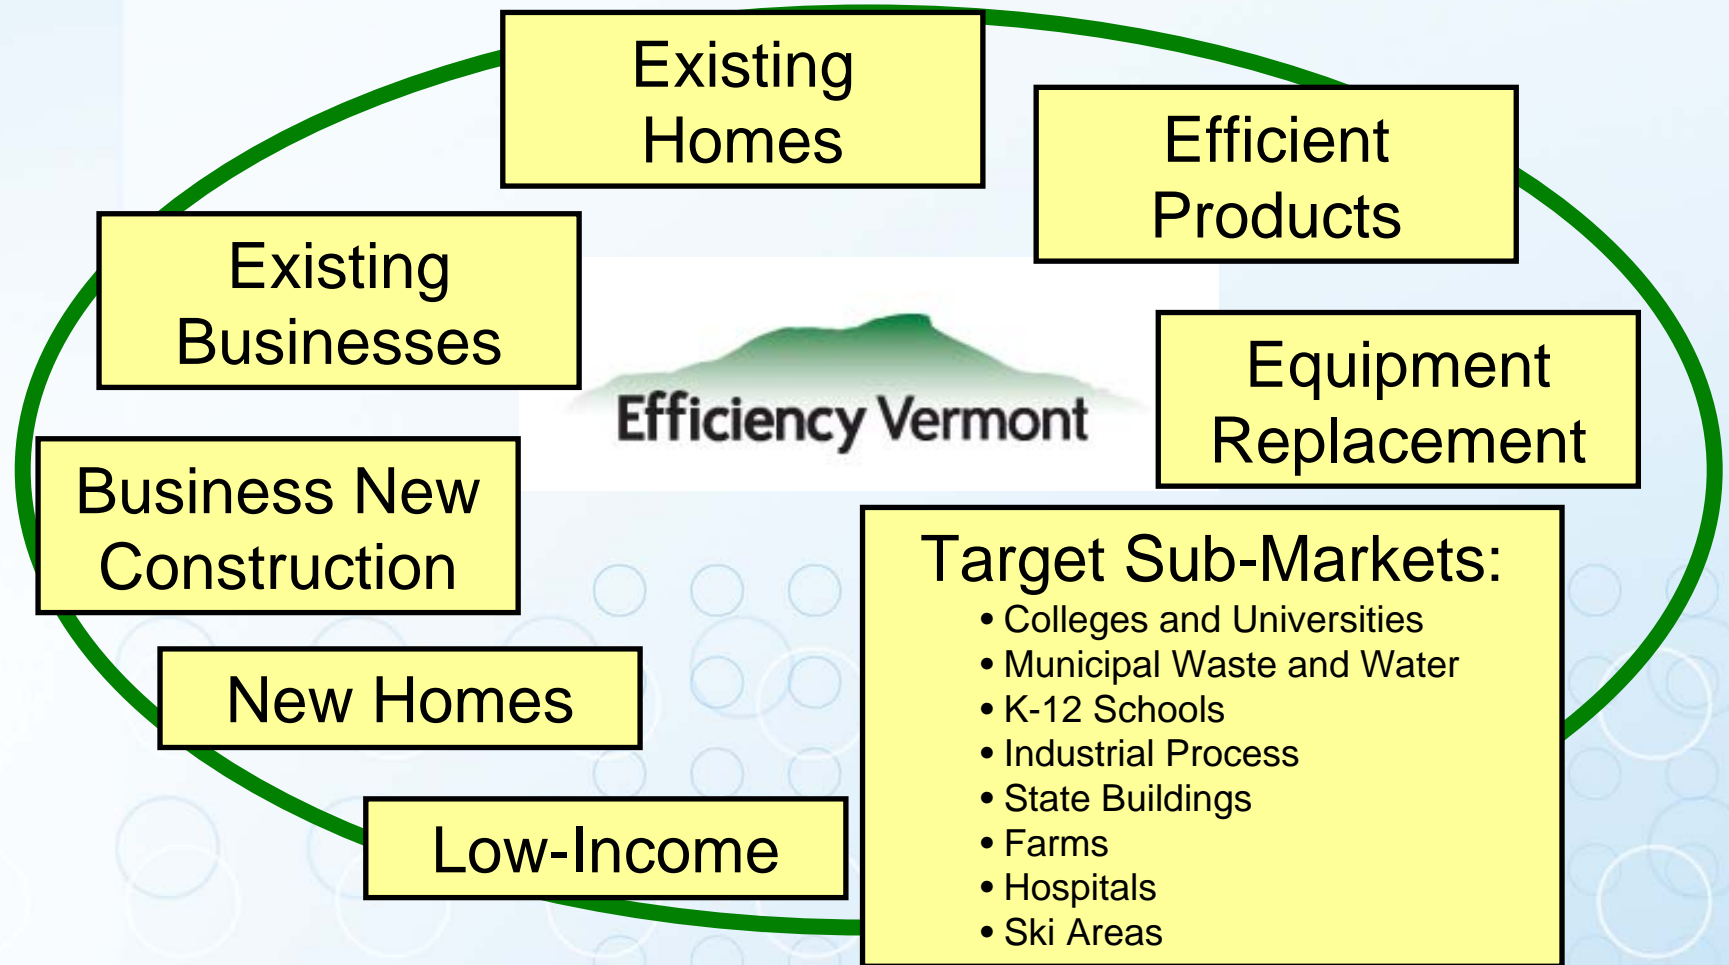 Existing
Homes
Efficient
Products
Existing
Businesses
Efficiency Vermont
Equipment
Replacement
Business New
Construction
New Homes
Low-Income
Target Sub-Markets:
• Colleges and Universities
• Municipal Waste and Water
• K-12 Schools
• Industrial Process
• State Buildings
• Farms
• Hospitals
• Ski Areas